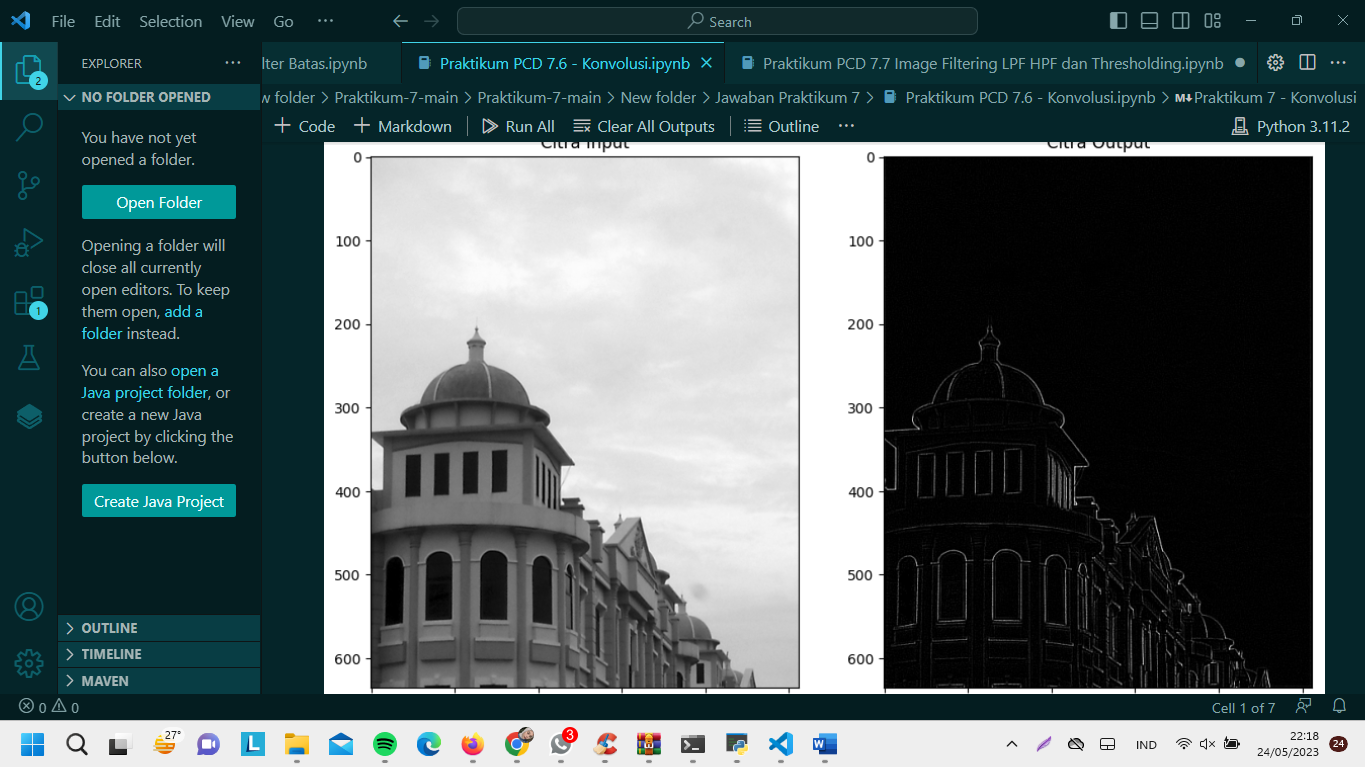 File Edit Selection View Go ··· Search
EXPLORER ···
lter Batas.ipynb
Praktikum PCD 7.6 - Konvolusi.ipynb
Praktikum PCD 7.7 Image Filtering LPF HPF dan Thresholding.ipynb
w folder > Praktikum-7-main > Praktikum-7-main > New folder > Jawaban Praktikum 7 > Praktikum PCD 7.6 - Konvolusi.ipynb > M↓Praktikum 7 - Konvolusi
+ Code + Markdown Run All Clear All Outputs Outline ··· Python 3.11.2
2
1
NO FOLDER OPENED
You have not yet
opened a folder.
Open Folder
Opening a folder will
close all currently
open editors. To keep
them open, add a
folder instead.
You can also open a
Java project folder, or
create a new Java
project by clicking the
button below.
Create Java Project
OUTLINE
TIMELINE
MAVEN
Citra Input
0
100
200
300
400
500
600
Citra Output
0
100
200
300
400
500
600
0 0
Cell 1 of 7
27°
L
3
W
IND
22:18
24/05/2023
24